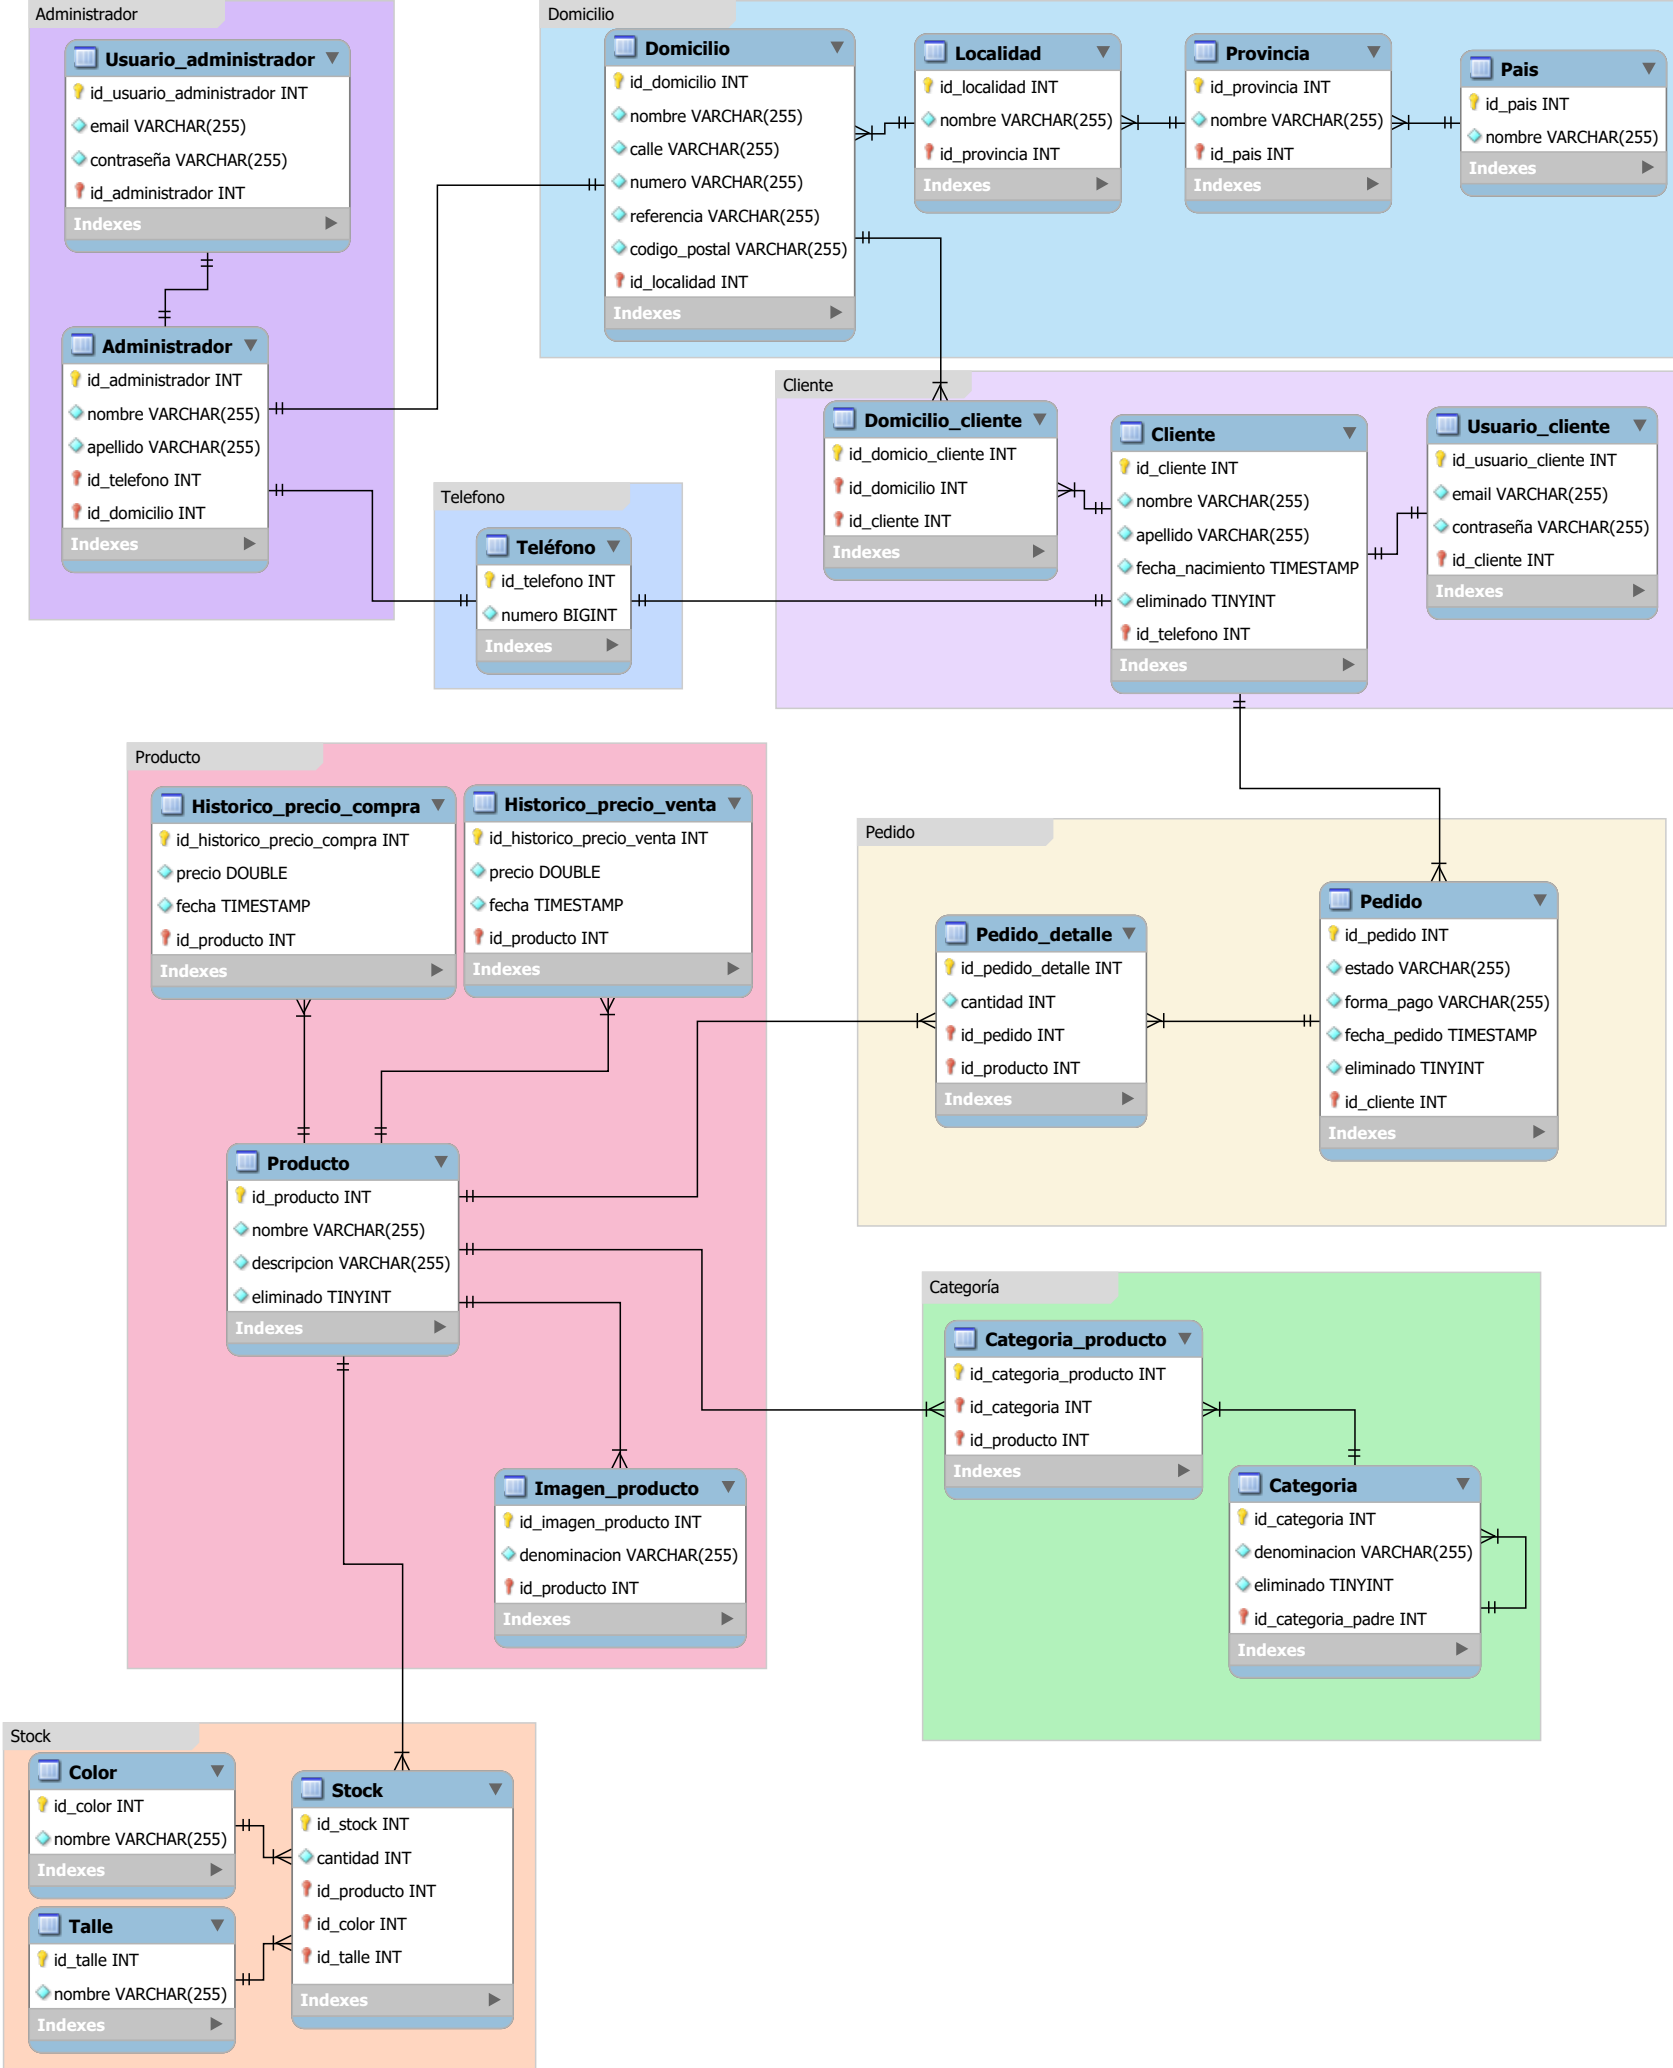 Administrador
Usuario_administrador
id_usuario_administrador INT
email VARCHAR(255)
contraseña VARCHAR(255)
id_administrador INT
Indexes
Administrador
id_administrador INT
nombre VARCHAR(255)
apellido VARCHAR(255)
id_telefono INT
id_domicilio INT
Indexes
Domicilio
Domicilio
id_domicilio INT
nombre VARCHAR(255)
calle VARCHAR(255)
numero VARCHAR(255)
referencia VARCHAR(255)
codigo_postal VARCHAR(255)
id_localidad INT
Indexes
Localidad
id_localidad INT
nombre VARCHAR(255)
id_provincia INT
Indexes
Provincia
id_provincia INT
nombre VARCHAR(255)
id_pais INT
Indexes
Pais
id_pais INT
nombre VARCHAR(255)
Indexes
Telefono
Teléfono
id_telefono INT
numero BIGINT
Indexes
Cliente
Domicilio_cliente
id_domicio_cliente INT
id_domicilio INT
id_cliente INT
Indexes
Cliente
id_cliente INT
nombre VARCHAR(255)
apellido VARCHAR(255)
fecha_nacimiento TIMESTAMP
eliminado TINYINT
id_telefono INT
Indexes
Usuario_cliente
id_usuario_cliente INT
email VARCHAR(255)
contraseña VARCHAR(255)
id_cliente INT
Indexes
Producto
Historico_precio_compra
id_historico_precio_compra INT
precio DOUBLE
fecha TIMESTAMP
id_producto INT
Indexes
Historico_precio_venta
id_historico_precio_venta INT
precio DOUBLE
fecha TIMESTAMP
id_producto INT
Indexes
Producto
id_producto INT
nombre VARCHAR(255)
descripcion VARCHAR(255)
eliminado TINYINT
Indexes
Imagen_producto
id_imagen_producto INT
denominacion VARCHAR(255)
id_producto INT
Indexes
Pedido
Pedido_detalle
id_pedido_detalle INT
cantidad INT
id_pedido INT
id_producto INT
Indexes
Pedido
id_pedido INT
estado VARCHAR(255)
forma_pago VARCHAR(255)
fecha_pedido TIMESTAMP
eliminado TINYINT
id_cliente INT
Indexes
Categoría
Categoria_producto
id_categoria_producto INT
id_categoria INT
id_producto INT
Indexes
Categoria
id_categoria INT
denominacion VARCHAR(255)
eliminado TINYINT
id_categoria_padre INT
Indexes
Stock
Color
id_color INT
nombre VARCHAR(255)
Indexes
Talle
id_talle INT
nombre VARCHAR(255)
Indexes
Stock
id_stock INT
cantidad INT
id_producto INT
id_color INT
id_talle INT
Indexes